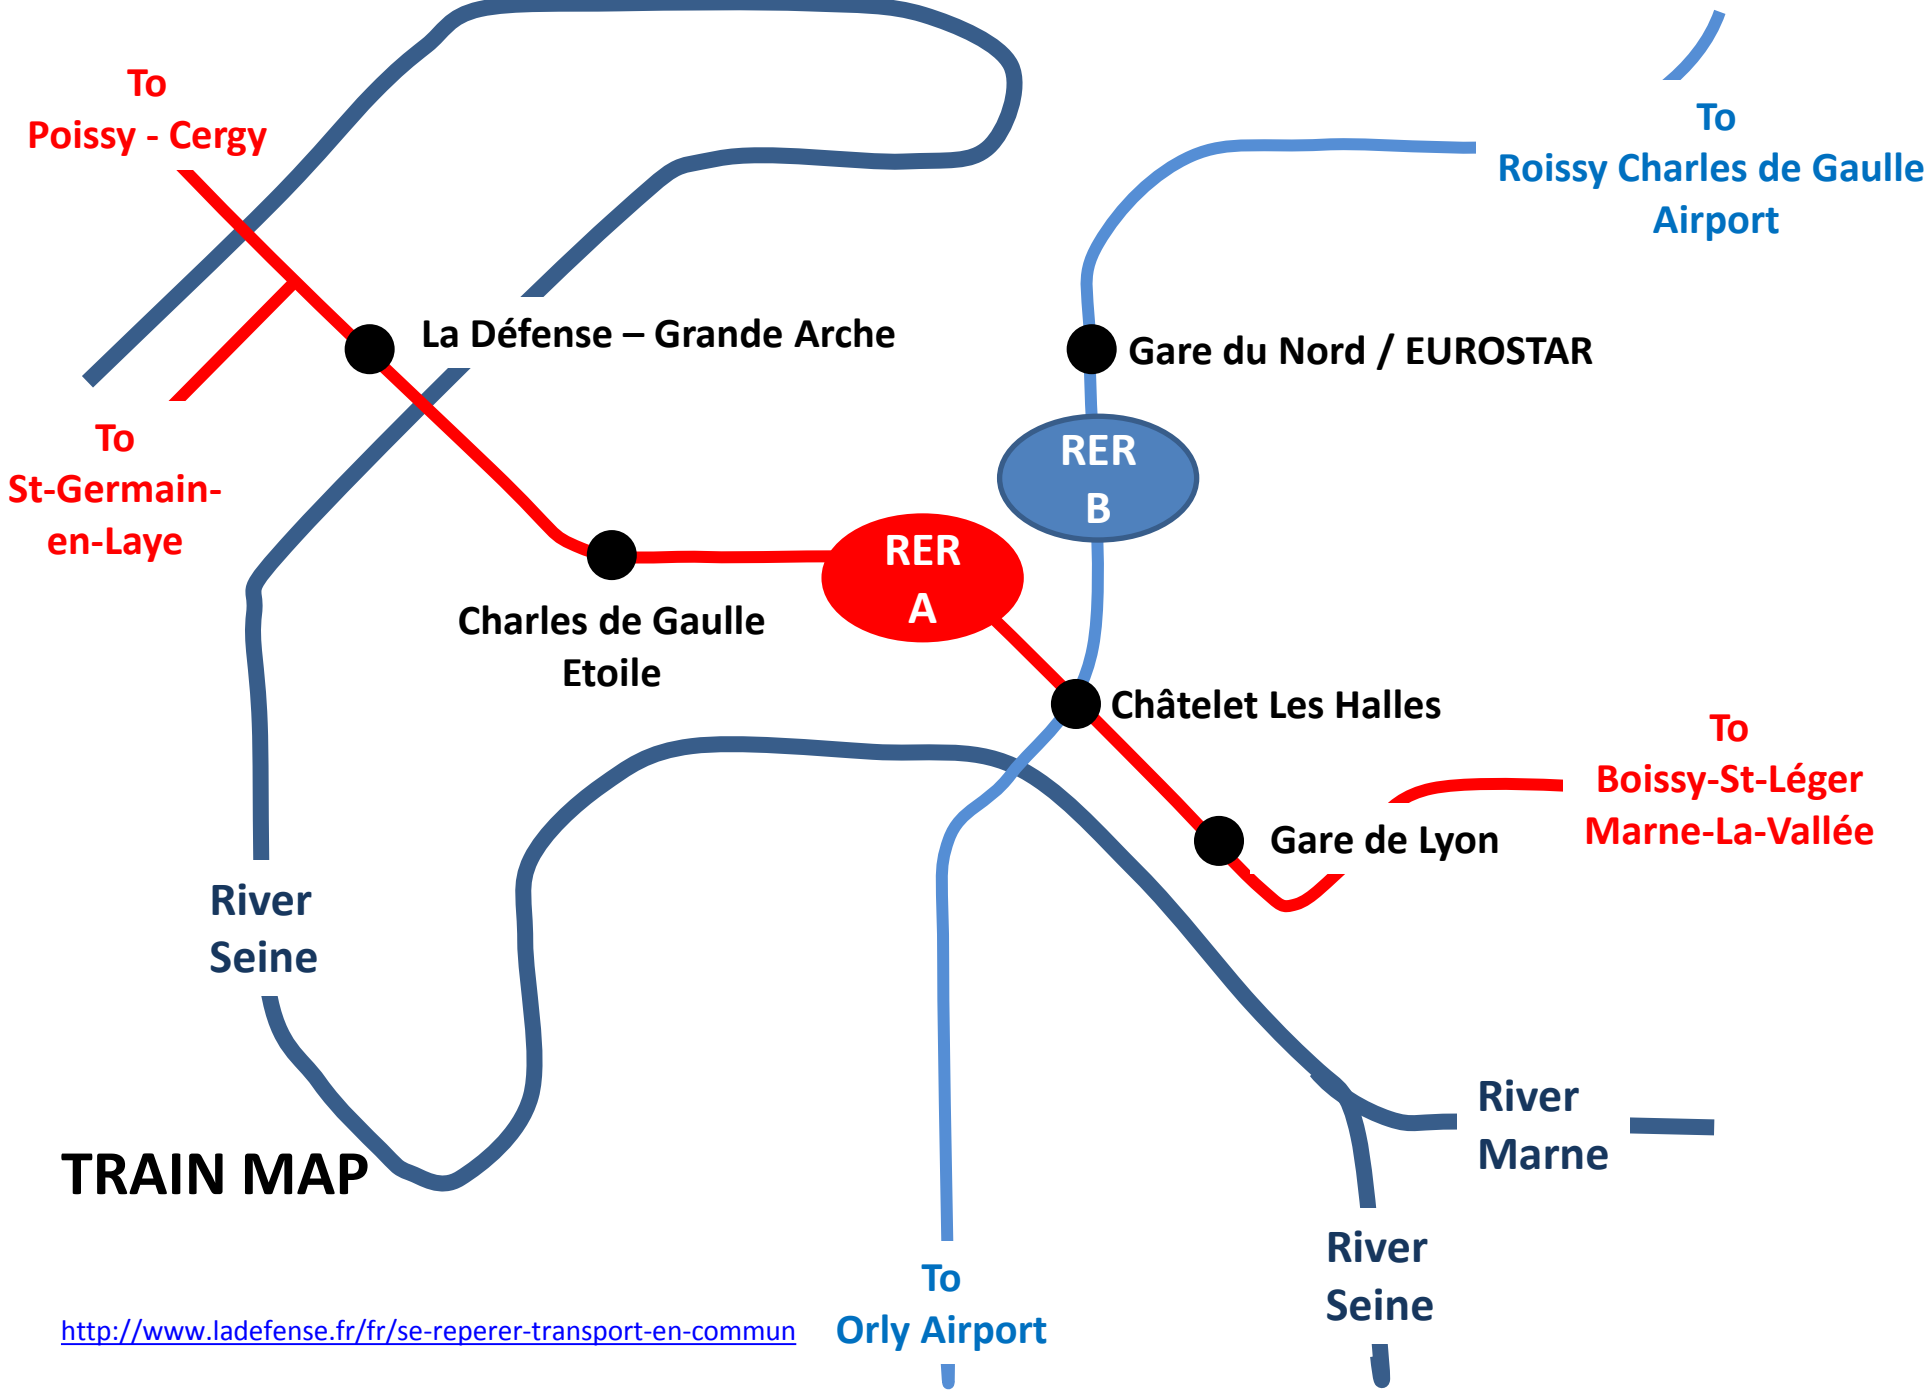 To
Poissy - Cergy
To
Roissy Charles de Gaulle
Airport
La Défense – Grande Arche
Gare du Nord / EUROSTAR
To
St-Germain-
en-Laye
RER
B
RER
A
Charles de Gaulle
Etoile
Châtelet Les Halles
To
Boissy-St-Léger
Marne-La-Vallée
Gare de Lyon
River
Seine
River
Marne
TRAIN MAP
River
Seine
To
Orly Airport
http://www.ladefense.fr/fr/se-reperer-transport-en-commun